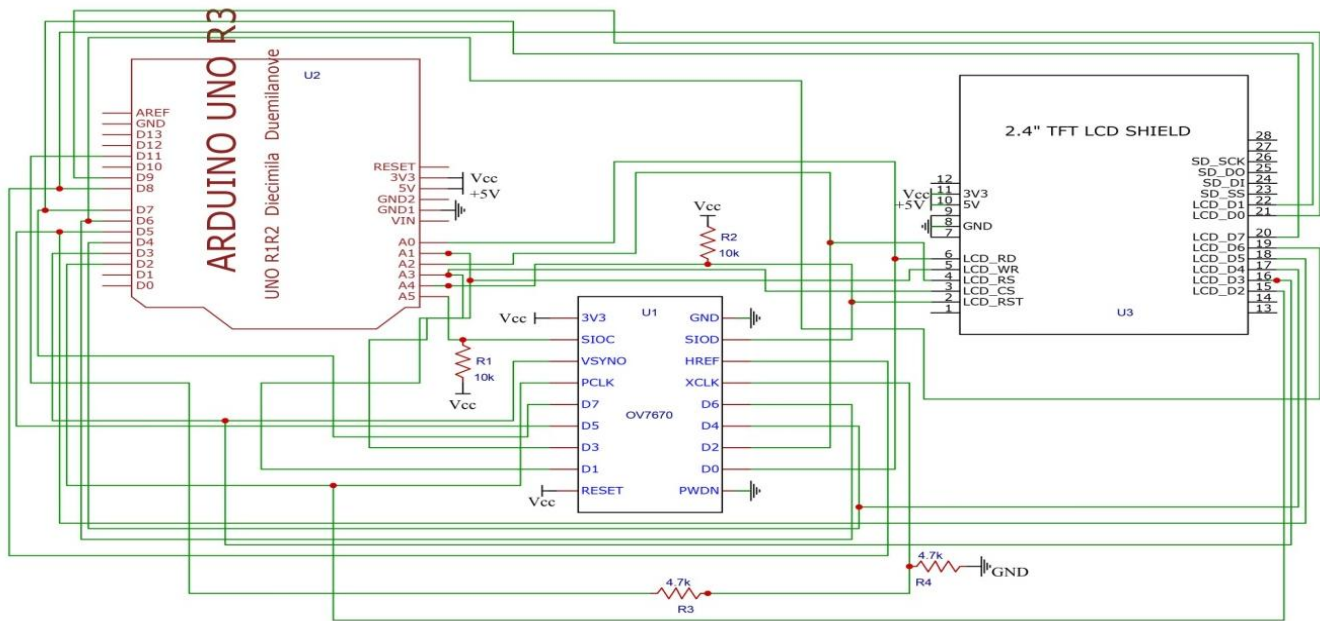 ARDUINO UNO R3
UNO R1R2 Diecimila Duemilanove
U2
AREF
GND
D13
D12
D11
D10
D9
D8
D7
D6
D5
D4
D3
D2
D1
D0
RESET
3V3
5V
GND2
GND1
VIN
A0
A1
A2
A3
A4
A5
Vcc
+5V
Vcc
R2
10k
R1
10k
Vcc
U1
OV7670
Vcc
3V3
SIOC
VSYNO
PCLK
D7
D5
D3
D1
RESET
Vcc
GND
SIOD
HREF
XCLK
D6
D4
D2
D0
PWDN
2.4" TFT LCD SHIELD
U3
12
11
10
9
8
7
6
5
4
3
2
1
Vcc
+5V
3V3
5V
GND
LCD_RD
LCD_WR
LCD_RS
LCD_CS
LCD_RST
SD_SCK
SD_DO
SD_DI
SD_SS
LCD_D1
LCD_D0
LCD_D7
LCD_D6
LCD_D5
LCD_D4
LCD_D3
LCD_D2
28
27
26
25
24
23
22
21
20
19
18
17
16
15
14
13
4.7k
R4
GND
4.7k
R3